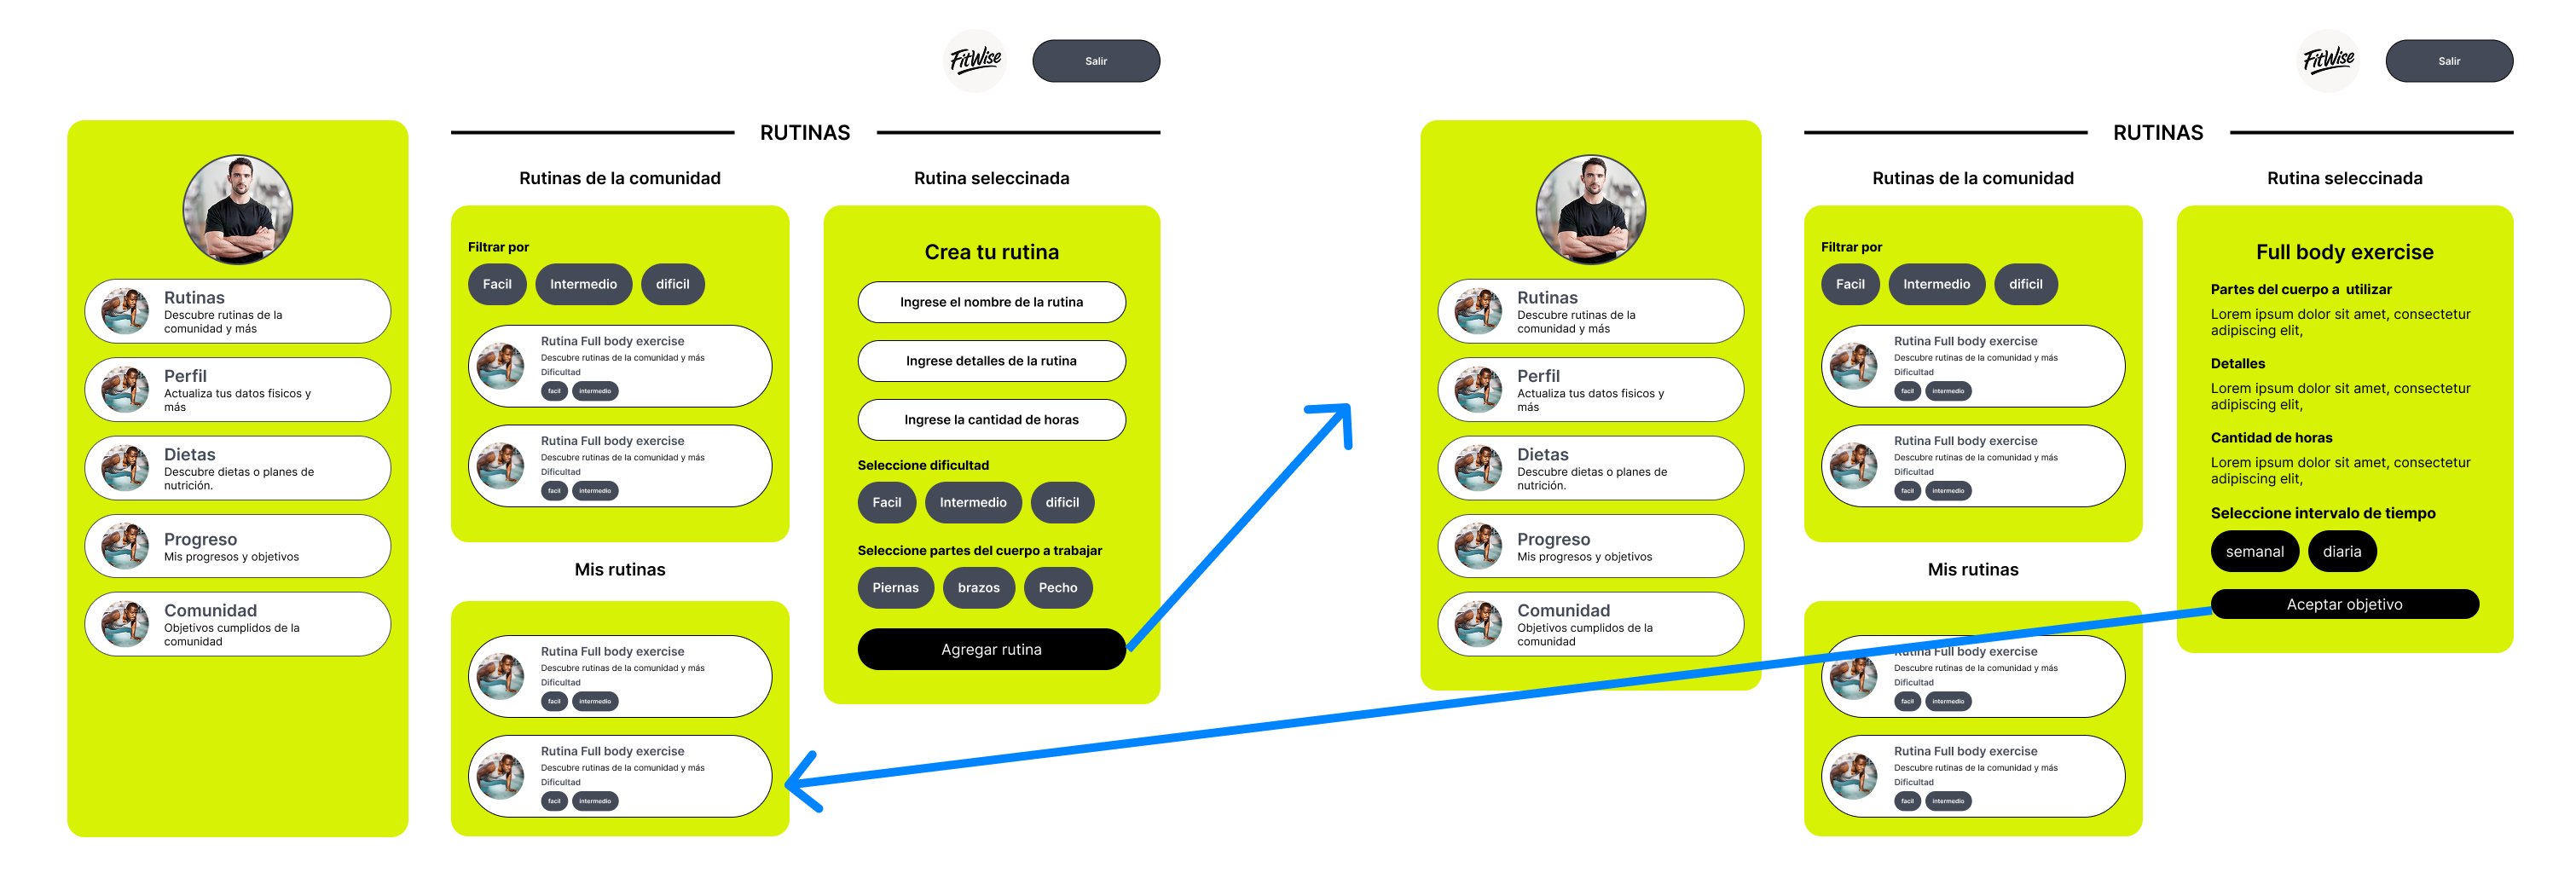 FitWise
Salir
Rutinas
Descubre rutinas de la
comunidad y más
Perfil
Actualiza tus datos fisicos y
más
Dietas
Descubre dietas o planes de
nutrición.
Progreso
Mis progresos y objetivos
Comunidad
Objetivos cumplidos de la
comunidad
RUTINAS
Rutinas de la comunidad
Filtrar por
Facil
Intermedio
dificil
Rutina Full body exercise
Descubre rutinas de la comunidad y más
Dificultad
facil
intermedio
Rutina Full body exercise
Descubre rutinas de la comunidad y más
Dificultad
facil
intermedio
Mis rutinas
Rutina Full body exercise
Descubre rutinas de la comunidad y más
Dificultad
facil
intermedio
Rutina Full body exercise
Descubre rutinas de la comunidad y más
Dificultad
facil
intermedio
Rutina seleccinada
Crea tu rutina
Ingrese el nombre de la rutina
Ingrese detalles de la rutina
Ingrese la cantidad de horas
Seleccione dificultad
Facil
Intermedio
dificil
Seleccione partes del cuerpo a trabajar
Piernas
brazos
Pecho
Agregar rutina
FitWise
Salir
Rutinas
Descubre rutinas de la
comunidad y más
Perfil
Actualiza tus datos fisicos y
más
Dietas
Descubre dietas o planes de
nutrición.
Progreso
Mis progresos y objetivos
Comunidad
Objetivos cumplidos de la
comunidad
RUTINAS
Rutinas de la comunidad
Filtrar por
Facil
Intermedio
dificil
Rutina Full body exercise
Descubre rutinas de la comunidad y más
Dificultad
facil
intermedio
Rutina Full body exercise
Descubre rutinas de la comunidad y más
Dificultad
facil
intermedio
Mis rutinas
Rutina Full body exercise
Descubre rutinas de la comunidad y más
Dificultad
facil
intermedio
Rutina Full body exercise
Descubre rutinas de la comunidad y más
Dificultad
facil
intermedio
Rutina seleccinada
Full body exercise
Partes del cuerpo a utilizar
Lorem ipsum dolor sit amet, consectetur
adipiscing elit,
Detalles
Lorem ipsum dolor sit amet, consectetur
adipiscing elit,
Cantidad de horas
Lorem ipsum dolor sit amet, consectetur
adipiscing elit,
Seleccione intervalo de tiempo
semanal
diaria
Aceptar objetivo